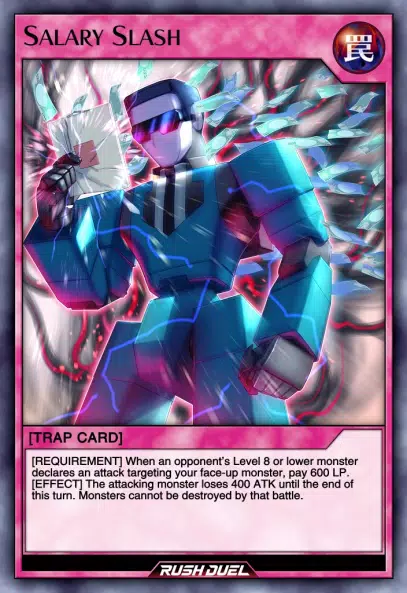 SALARY SLASH
罠
[TRAP CARD]
[REQUIREMENT] When an opponent's Level 8 or lower monster
declares an attack targeting your face-up monster, pay 600 LP.
[EFFECT] The attacking monster loses 400 ATK until the end of
this turn. Monsters cannot be destroyed by that battle.
RUSH DUEL